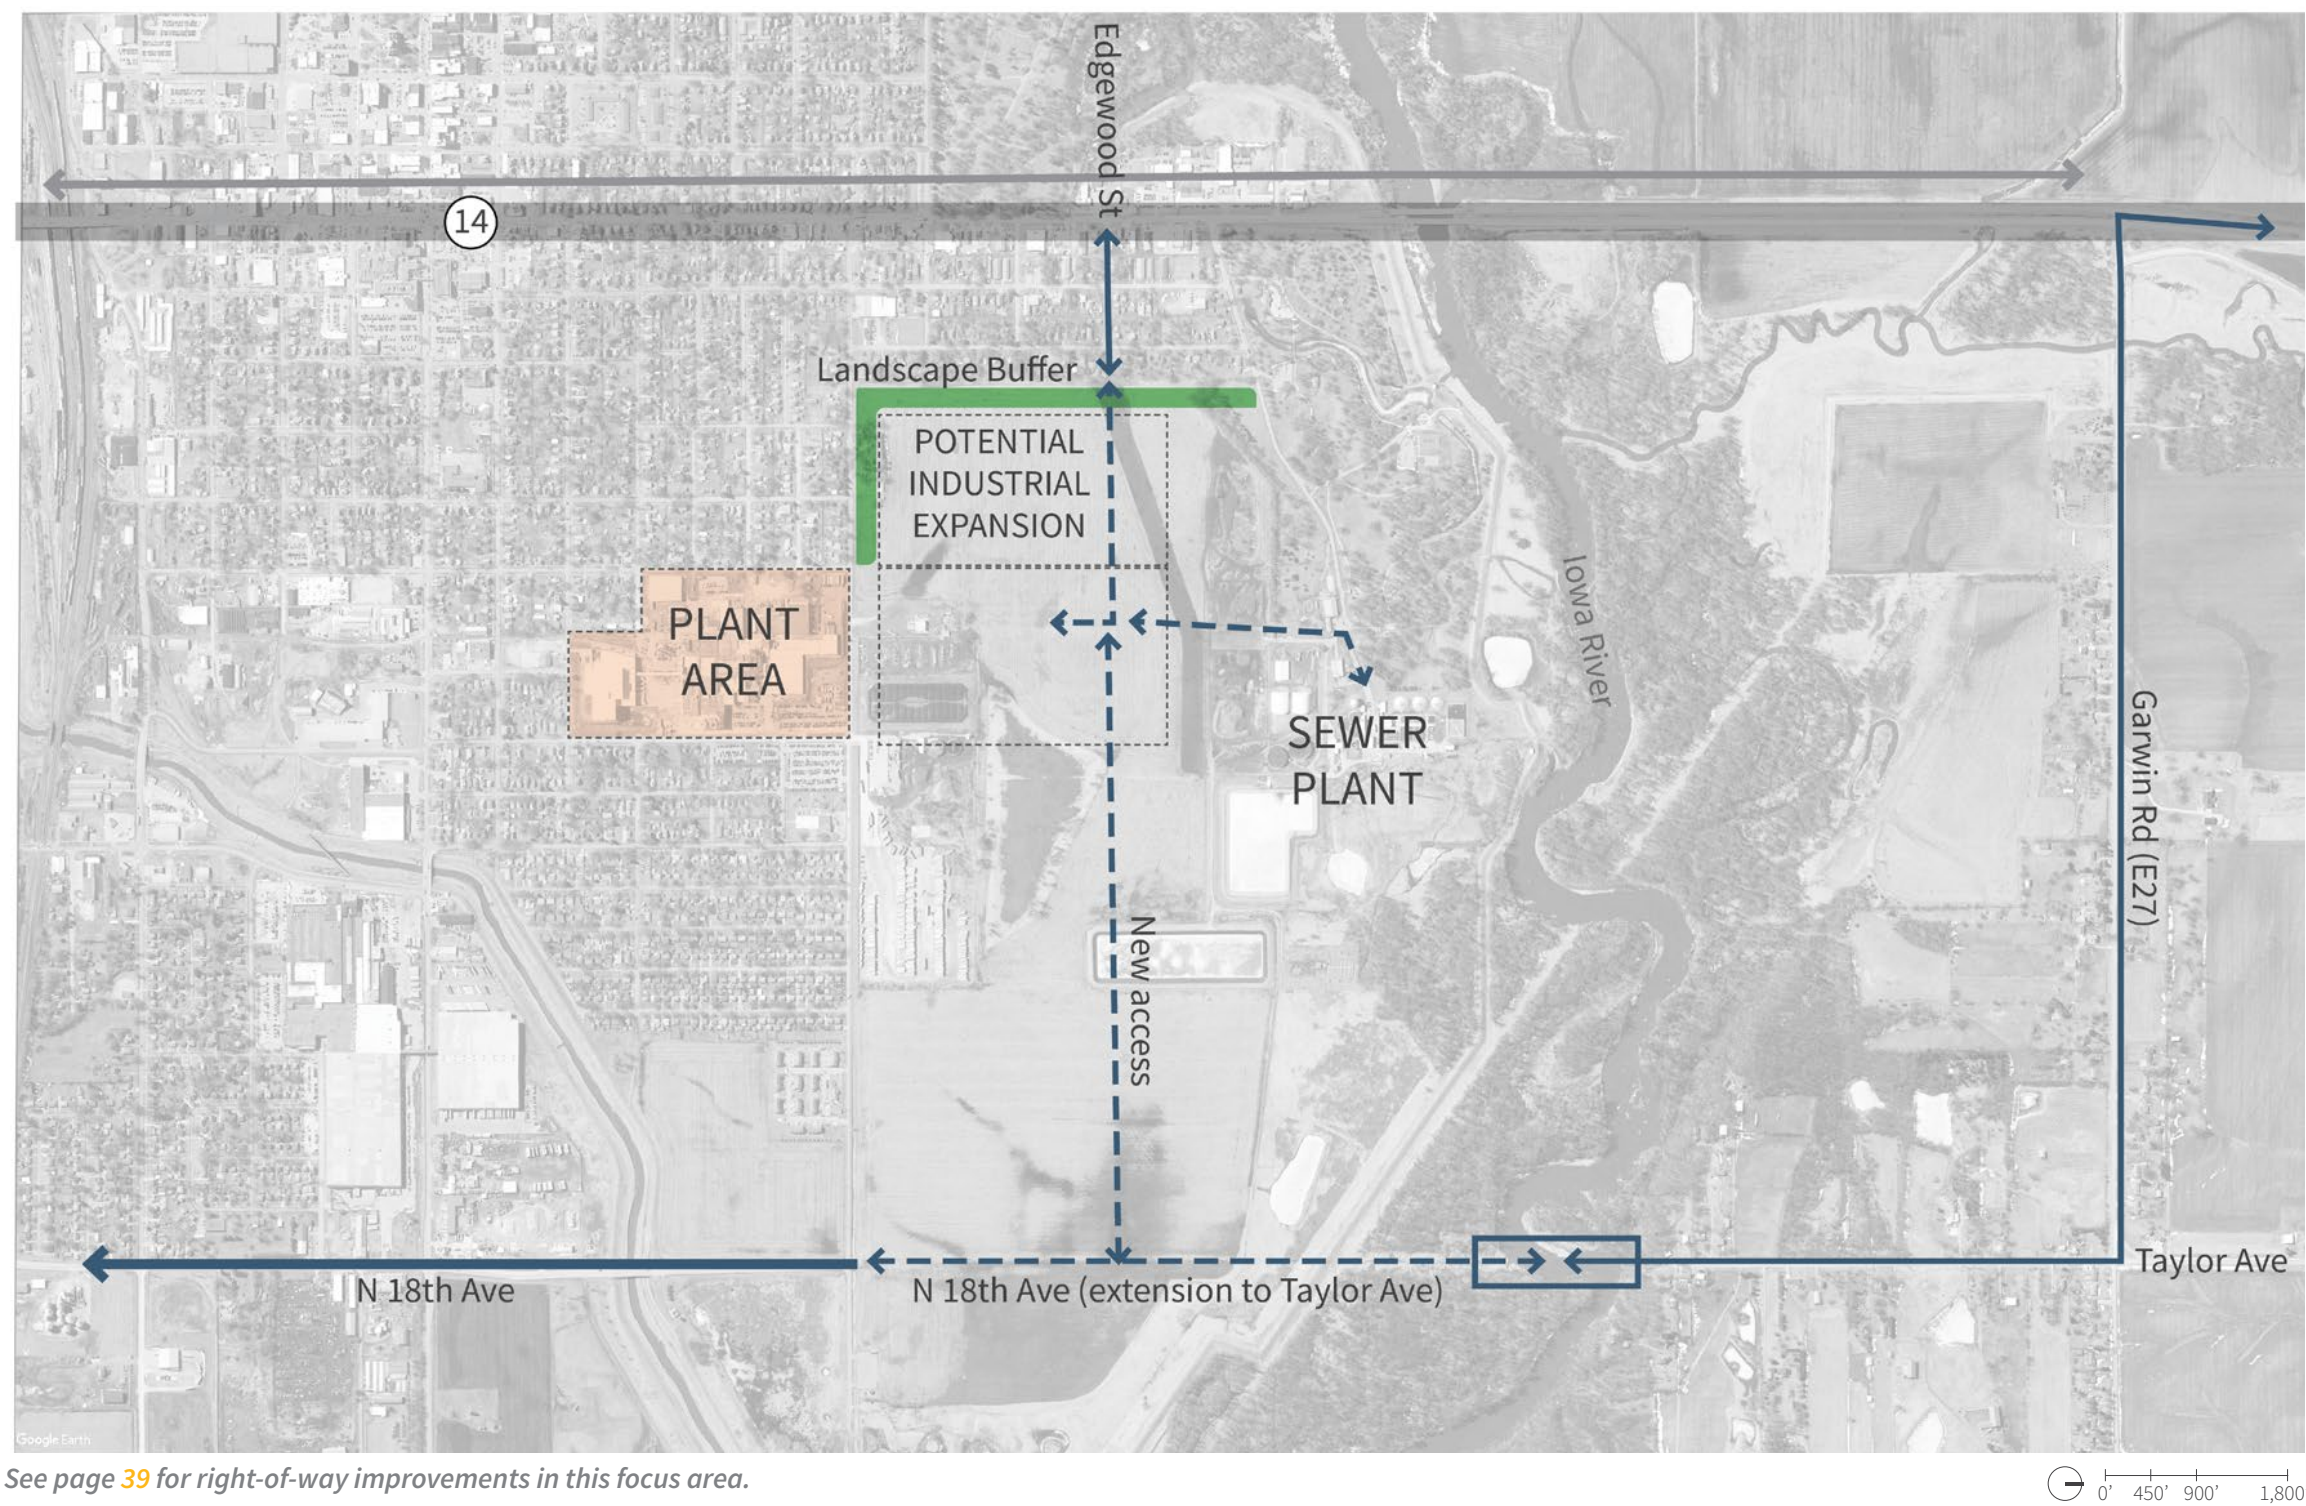 Edgewood St
14
Landscape Buffer
POTENTIAL
INDUSTRIAL
EXPANSION
PLANT
AREA
Iowa River
SEWER
PLANT
Garwin Rd (E27)
New access
Taylor Ave
N 18th Ave
N 18th Ave (extension to Taylor Ave)
Google Earth
See page 39 for right-of-way improvements in this focus area.
0' 450' 900' 1,800